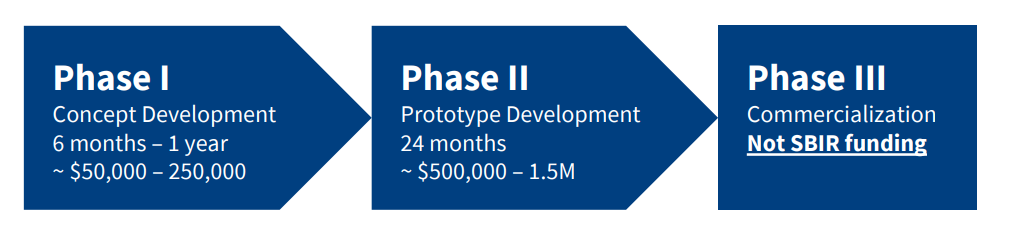 Phase I
Concept Development
6 months – 1 year
~ $50,000 – 250,000
Phase II
Prototype Development
24 months
~ $500,000 – 1.5M
Phase III
Commercialization
Not SBIR funding